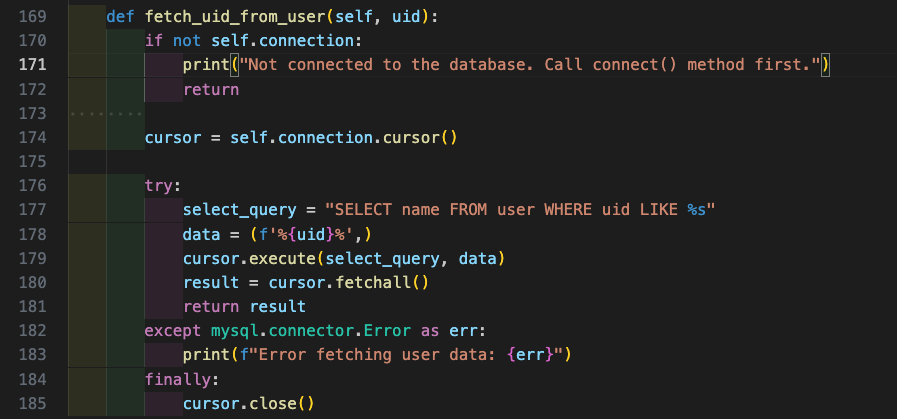 169 def fetch_uid_from_user(self, uid):
170 if not self.connection:
171 print("Not connected to the database. Call connect() method first.")
172 return
173
174 cursor = self.connection.cursor()
175
176 try:
177 select_query = "SELECT name FROM user WHERE uid LIKE %s"
178 data = (f'%{uid}%',)
179 cursor.execute(select_query, data)
180 result = cursor.fetchall()
181 return result
182 except mysql.connector.Error as err:
183 print(f"Error fetching user data: {err}")
184 finally:
185 cursor.close()